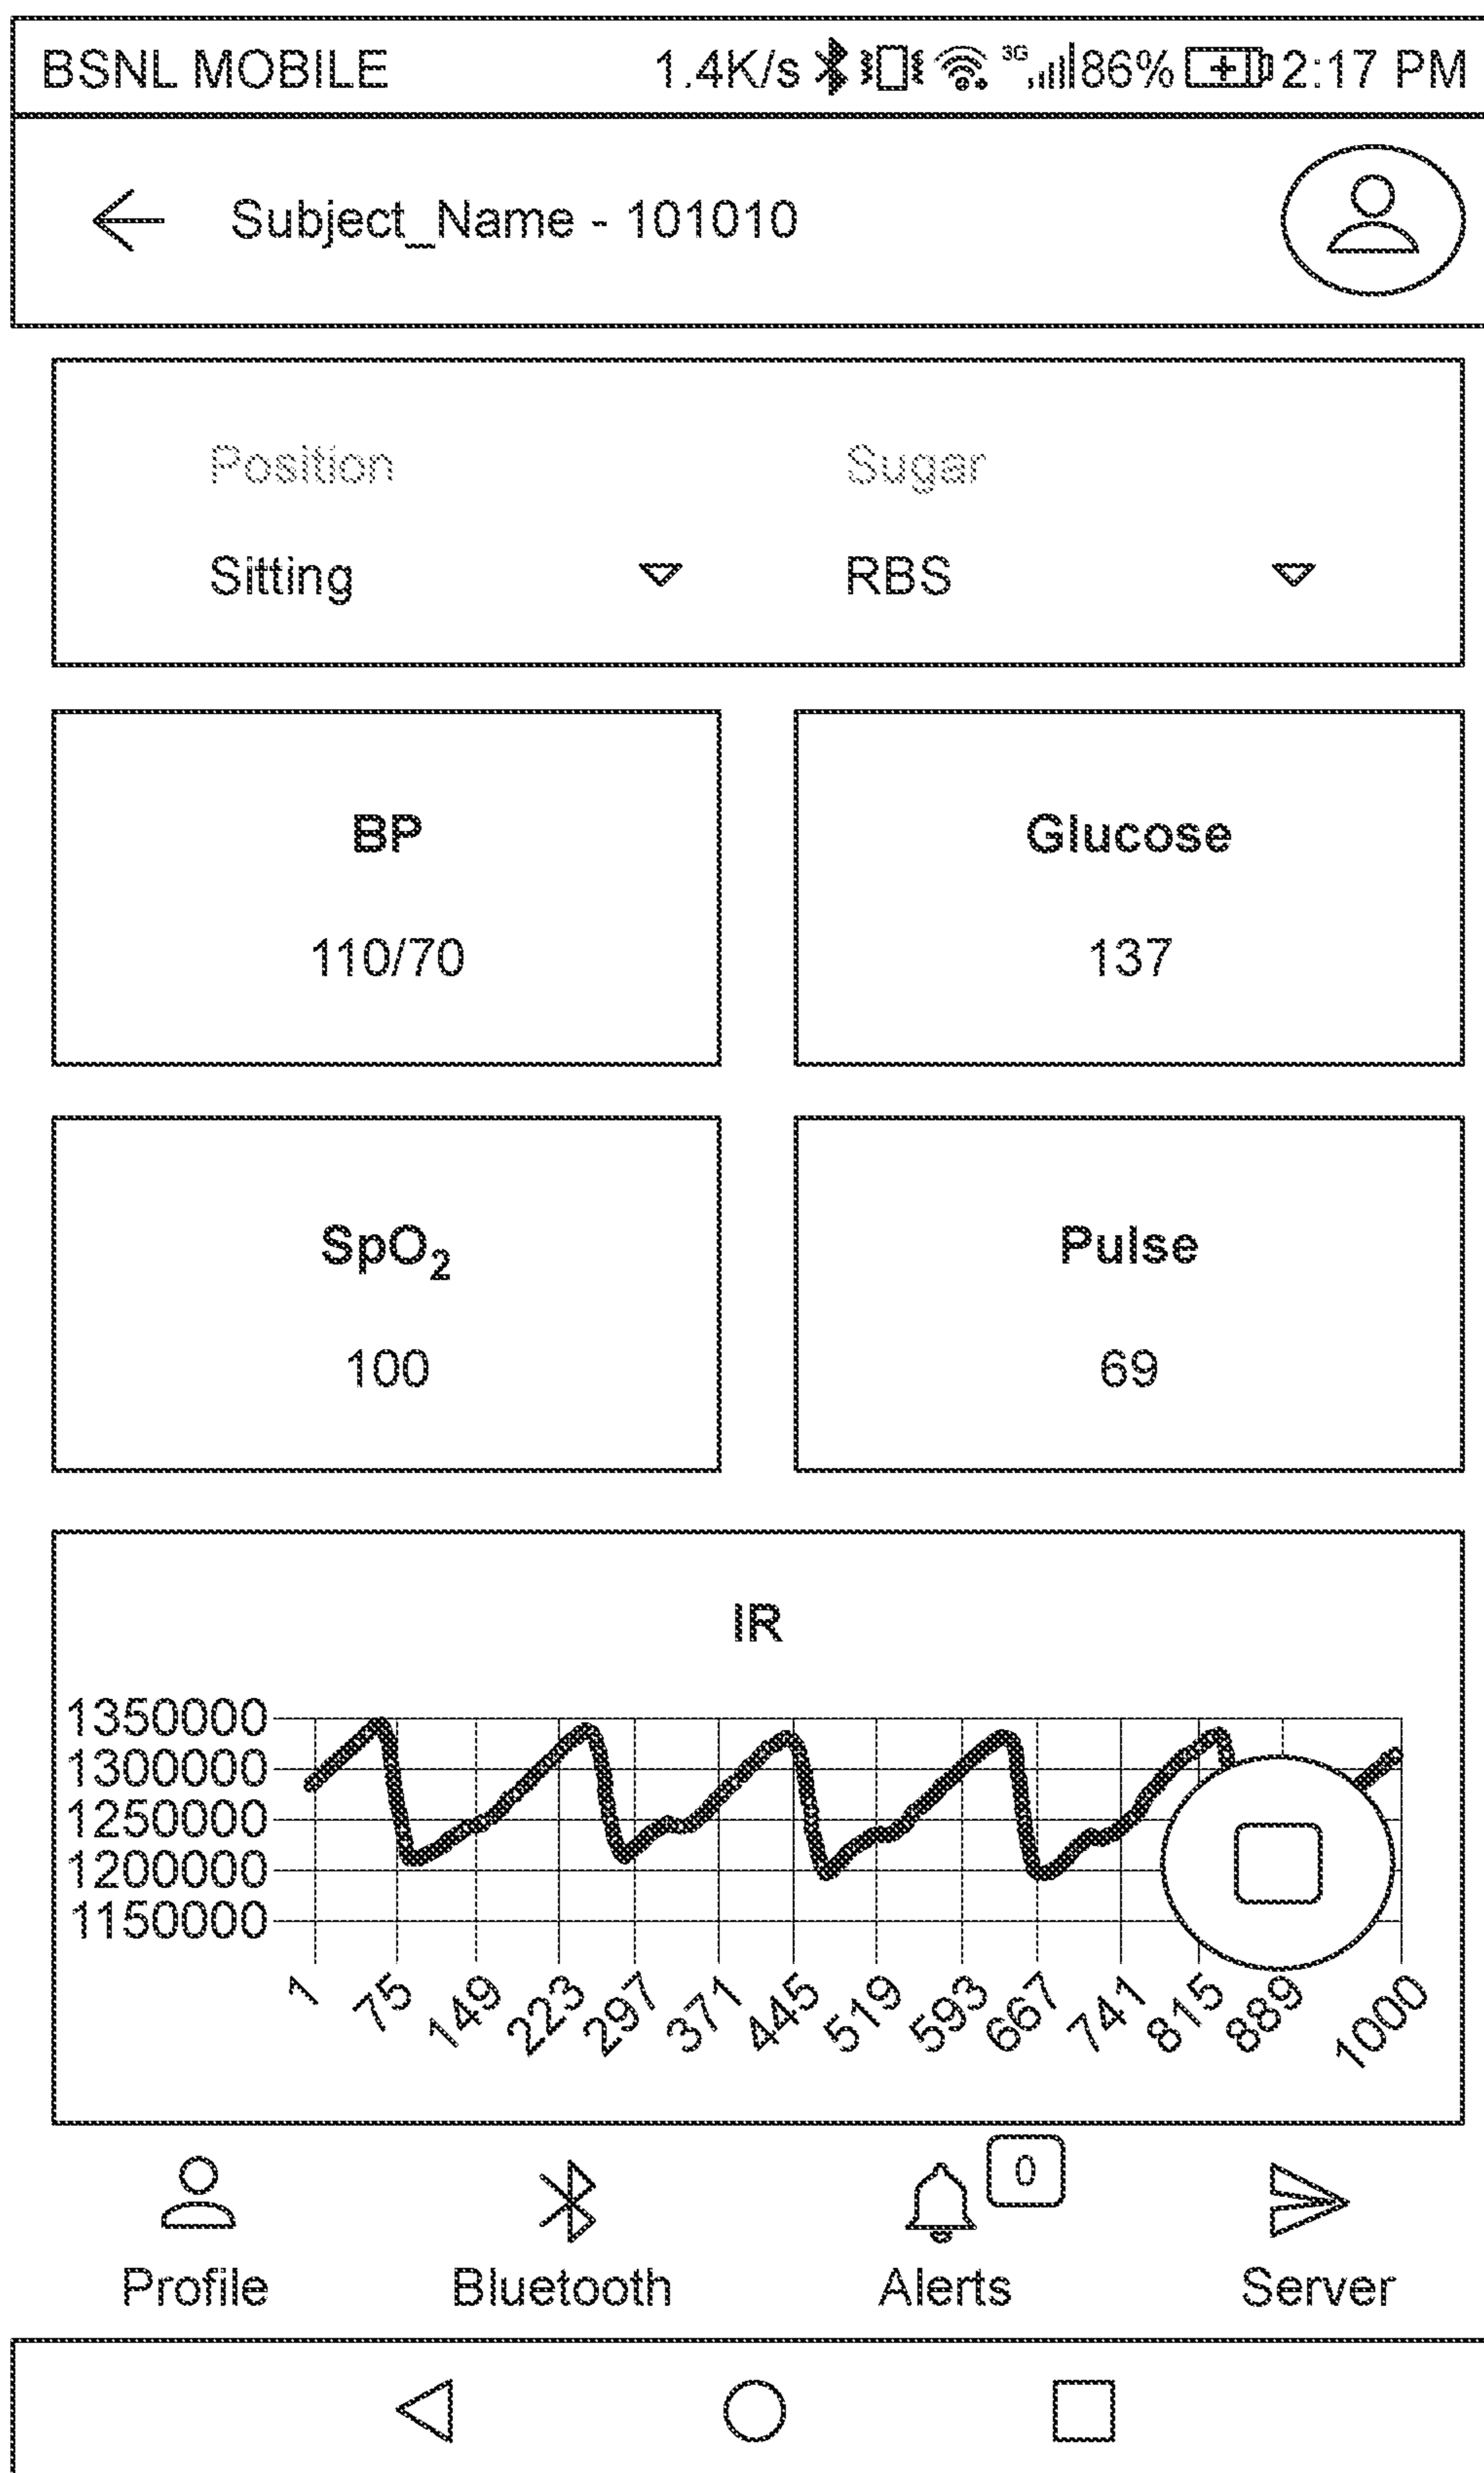 BSNL MOBILE 1.4K/s 3G 86% 2:17 PM
Subject_Name - 101010
Position Sugar
Sitting RBS
BP Glucose
110/70 137
SpO₂ Pulse
100 69
IR
1350000
1300000
1250000
1200000
1150000
1 75 149 223 297 371 445 519 593 667 741 815 889 1000
0
Profile Bluetooth Alerts Server